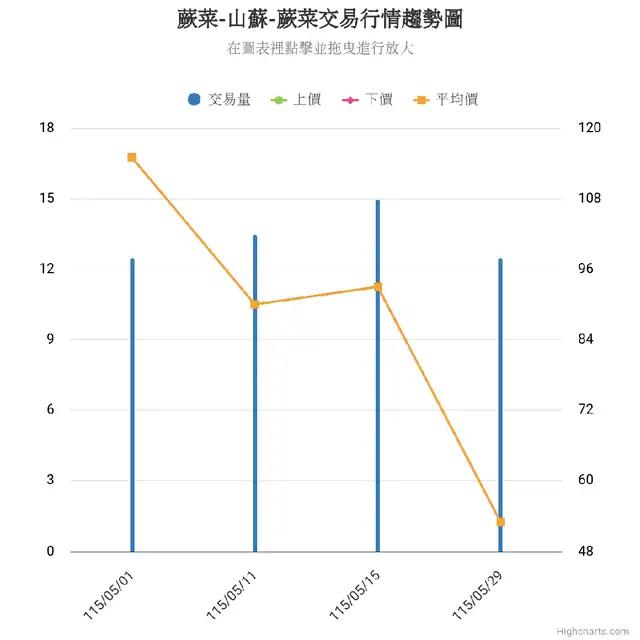 蕨菜-山蘇-蕨菜交易行情趨勢圖
在圖表裡點擊並拖曳進行放大
交易量 上價 下價 平均價
18 120
15 108
12 96
9 84
6 72
3 60
0 48
115/05/01 115/05/11 115/05/15 115/05/29
Highcharts.com